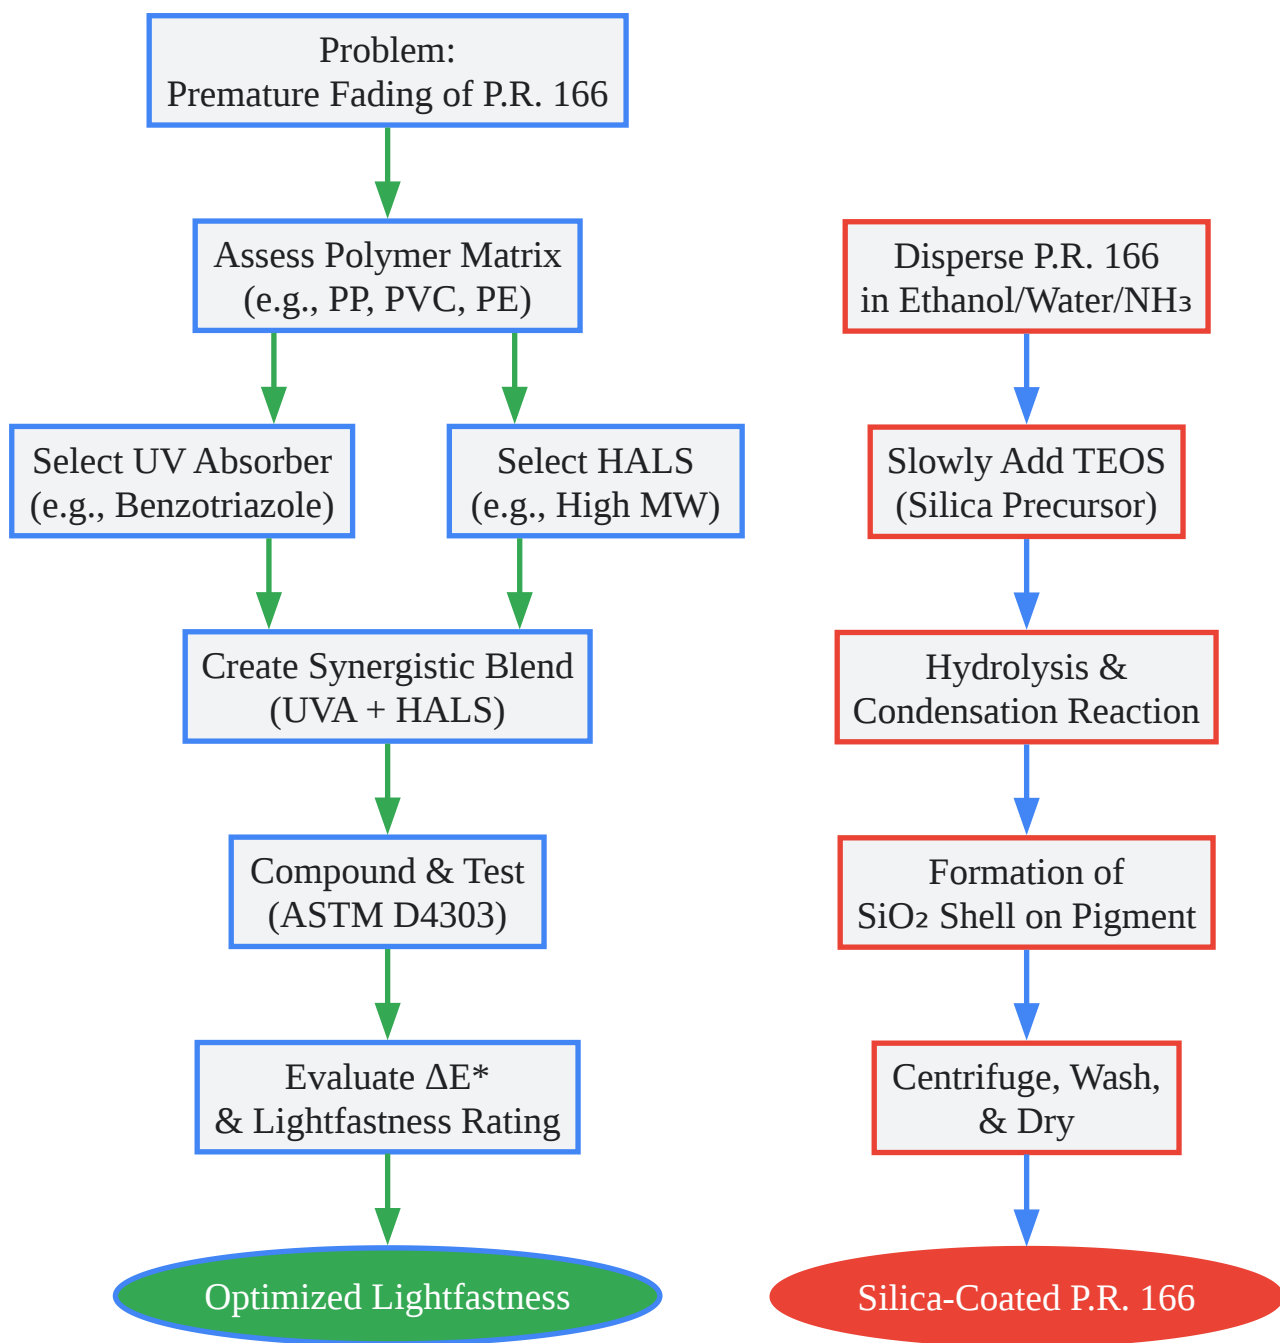 Problem:
Premature Fading of P.R. 166
Assess Polymer Matrix
(e.g., PP, PVC, PE)
Select UV Absorber
(e.g., Benzotriazole)
Select HALS
(e.g., High MW)
Create Synergistic Blend
(UVA + HALS)
Compound & Test
(ASTM D4303)
Evaluate ΔE*
& Lightfastness Rating
Optimized Lightfastness
Disperse P.R. 166
in Ethanol/Water/NH₃
Slowly Add TEOS
(Silica Precursor)
Hydrolysis &
Condensation Reaction
Formation of
SiO₂ Shell on Pigment
Centrifuge, Wash,
& Dry
Silica-Coated P.R. 166